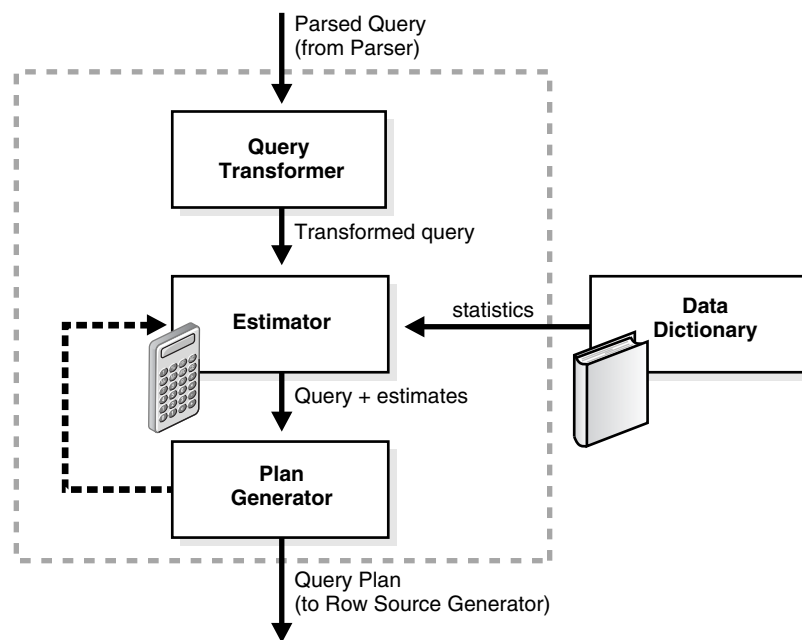 Parsed Query
(from Parser)
Query
Transformer
Transformed query
Estimator
statistics
Data
Dictionary
Query + estimates
Plan
Generator
Query Plan
(to Row Source Generator)